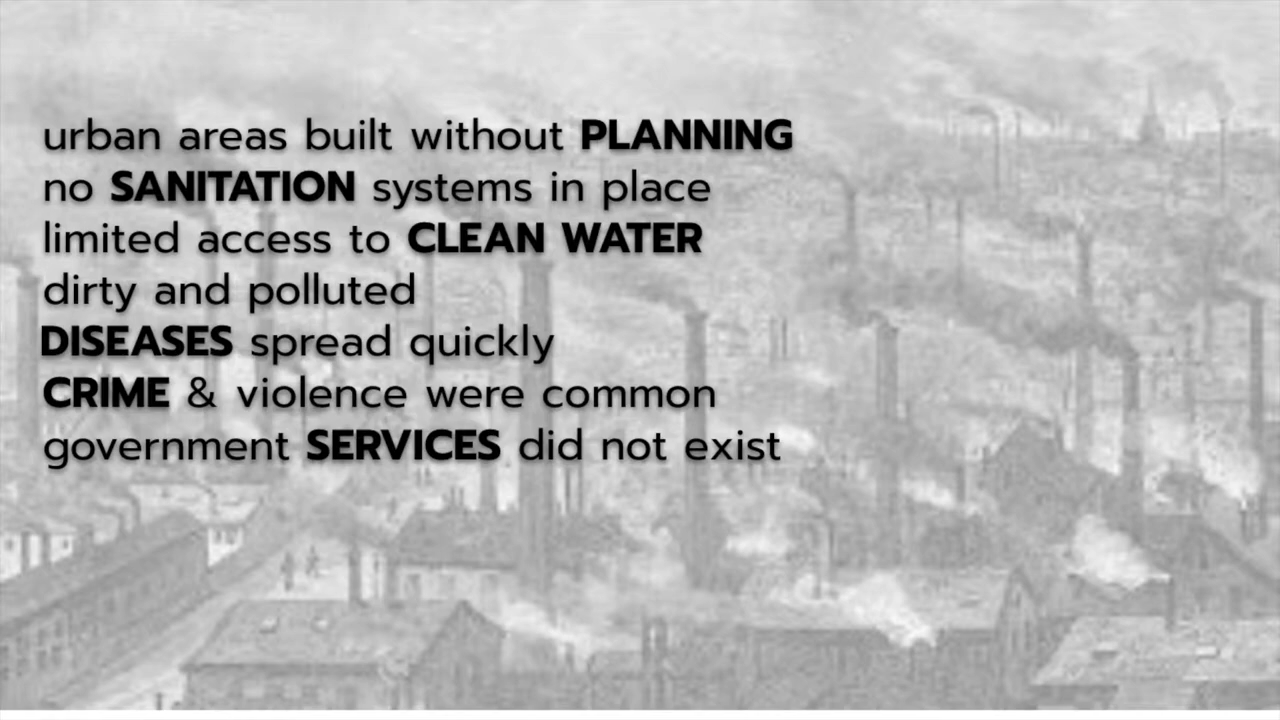 urban areas built without PLANNING
no SANITATION systems in place
limited access to CLEAN WATER
dirty and polluted
DISEASES spread quickly
CRIME & violence were common
government SERVICES did not exist